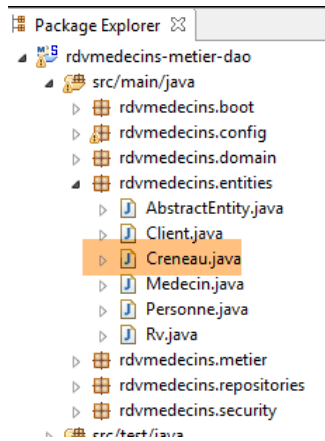 Package Explorer
rdvmedecins-metier-dao
src/main/java
rdvmedecins.boot
rdvmedecins.config
rdvmedecins.domain
rdvmedecins.entities
AbstractEntity.java
Client.java
Creneau.java
Medecin.java
Personne.java
Rv.java
rdvmedecins.metier
rdvmedecins.repositories
rdvmedecins.security
src/test/java